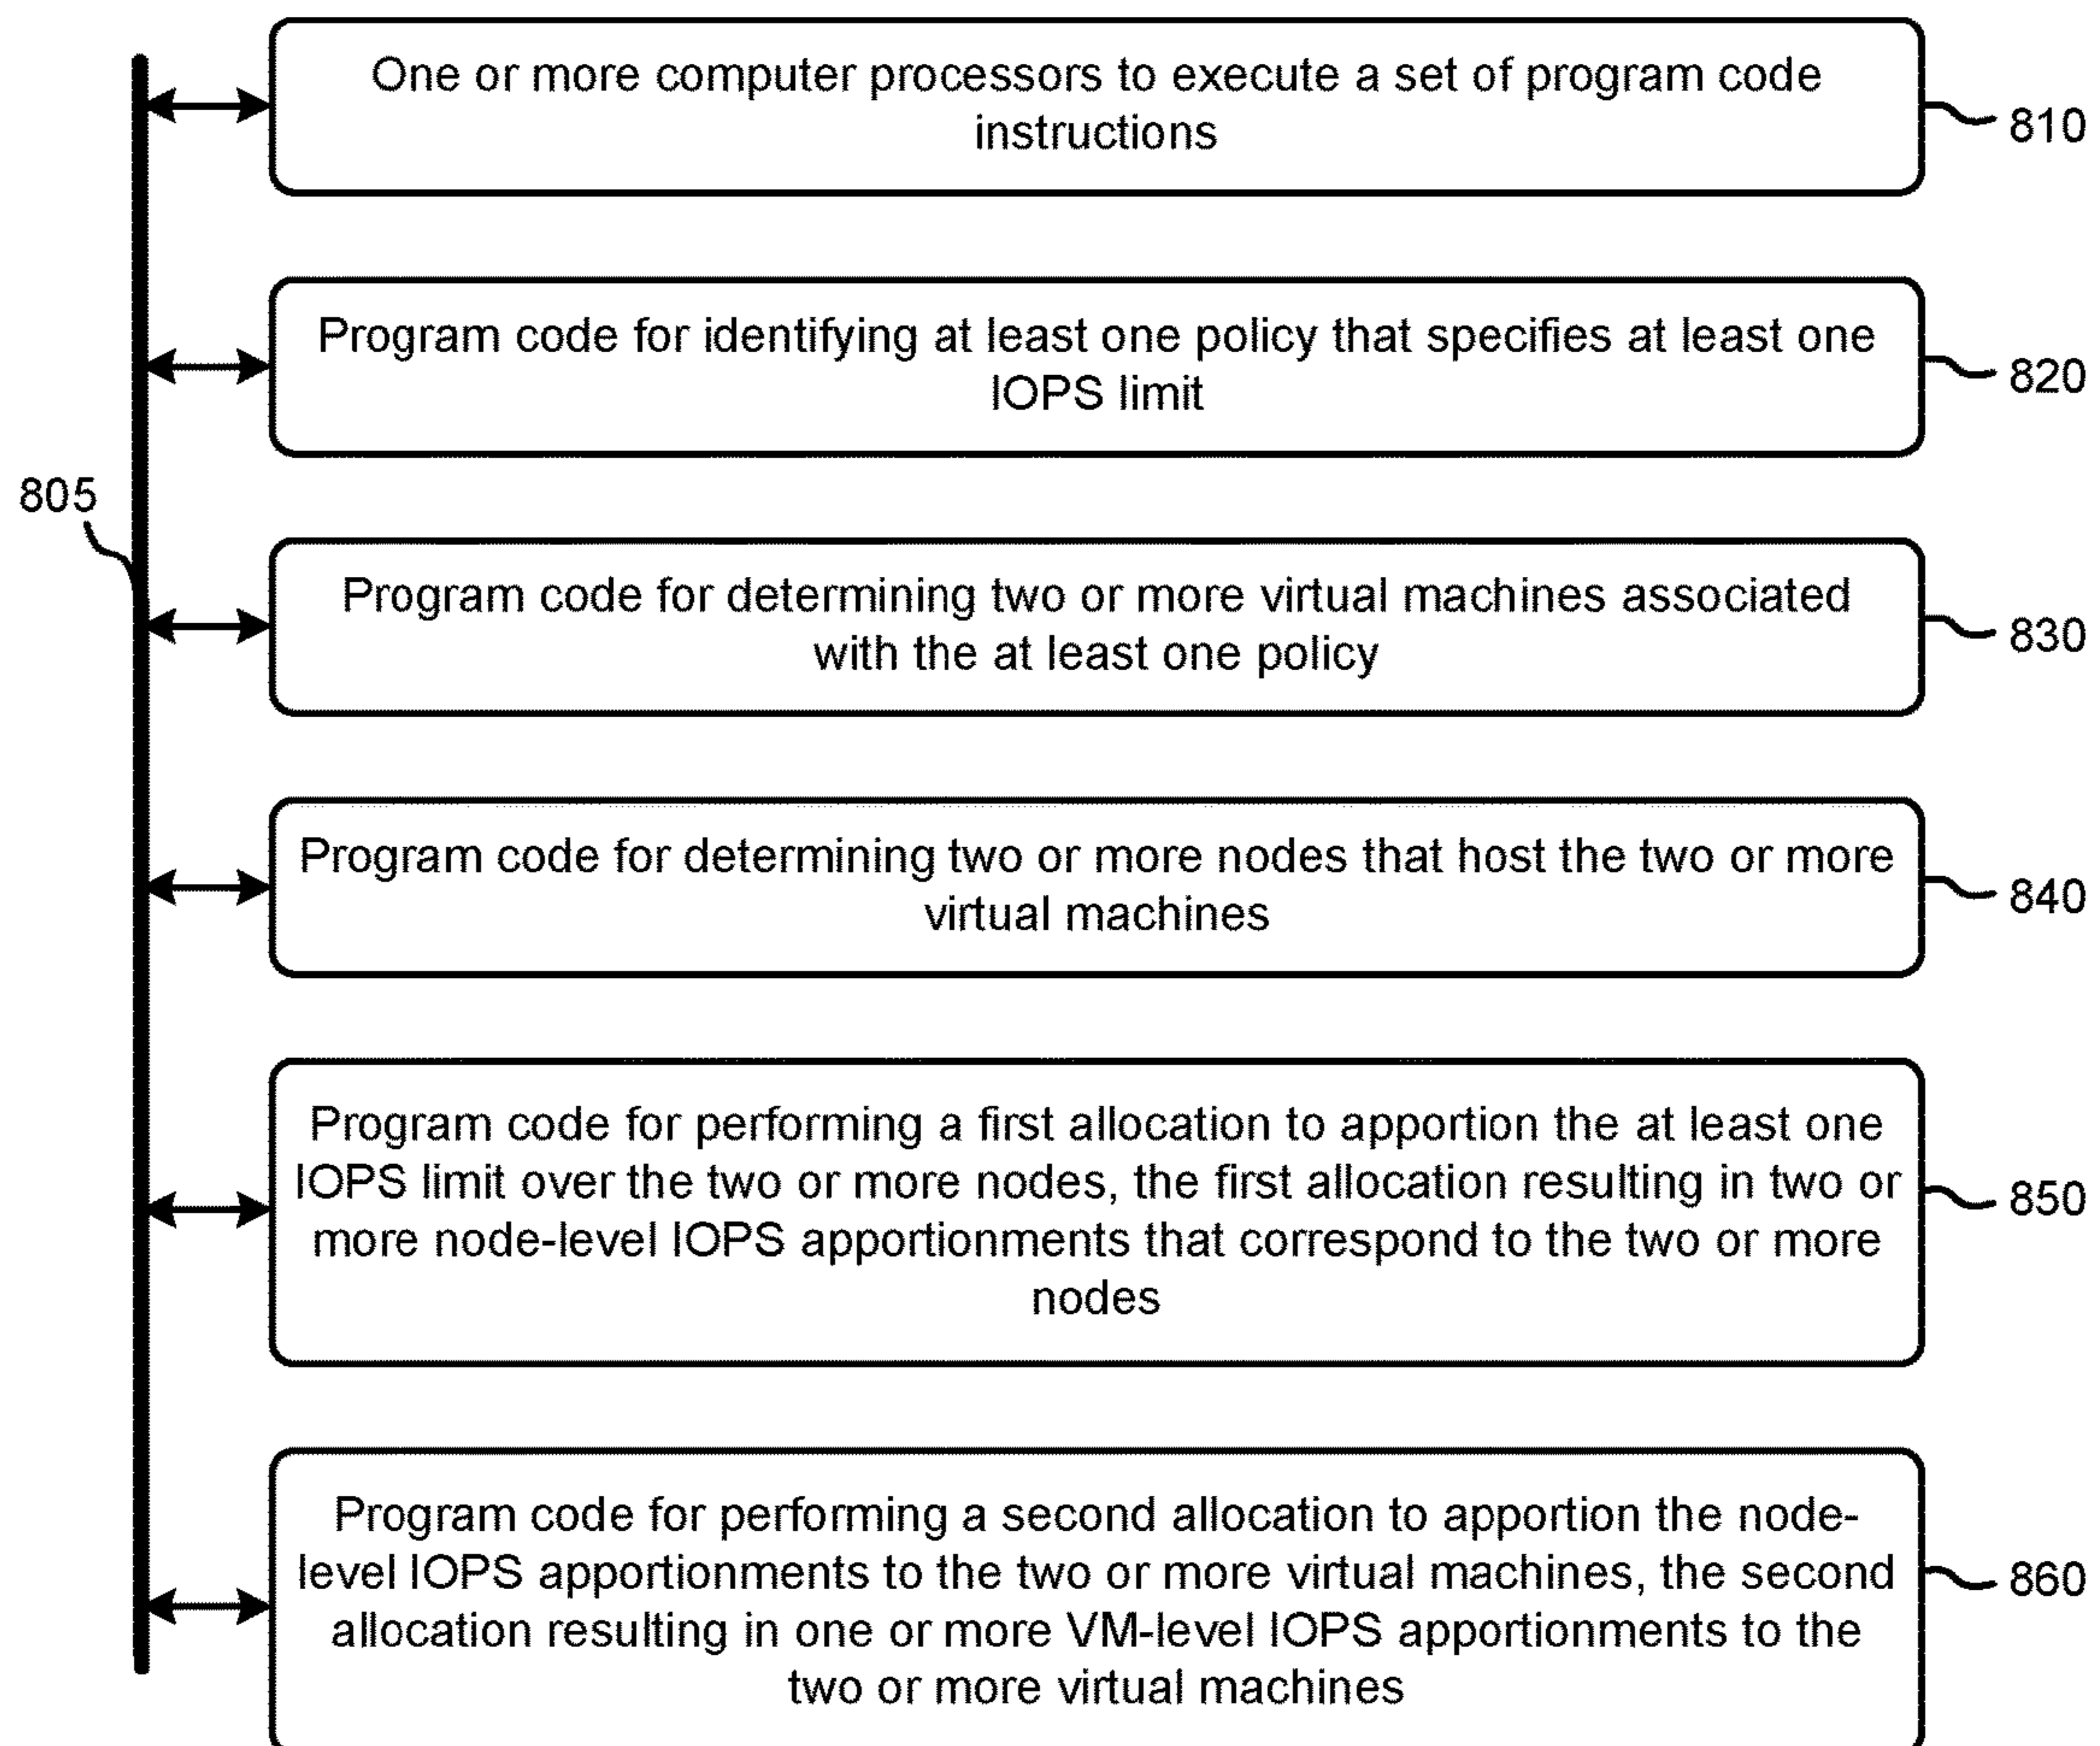 One or more computer processors to execute a set of program code
instructions
810
Program code for identifying at least one policy that specifies at least one
IOPS limit
820
805
Program code for determining two or more virtual machines associated
with the at least one policy
830
Program code for determining two or more nodes that host the two or more
virtual machines
840
Program code for performing a first allocation to apportion the at least one
IOPS limit over the two or more nodes, the first allocation resulting in two or
more node-level IOPS apportionments that correspond to the two or more
nodes
850
Program code for performing a second allocation to apportion the node-
level IOPS apportionments to the two or more virtual machines, the second
allocation resulting in one or more VM-level IOPS apportionments to the
two or more virtual machines
860